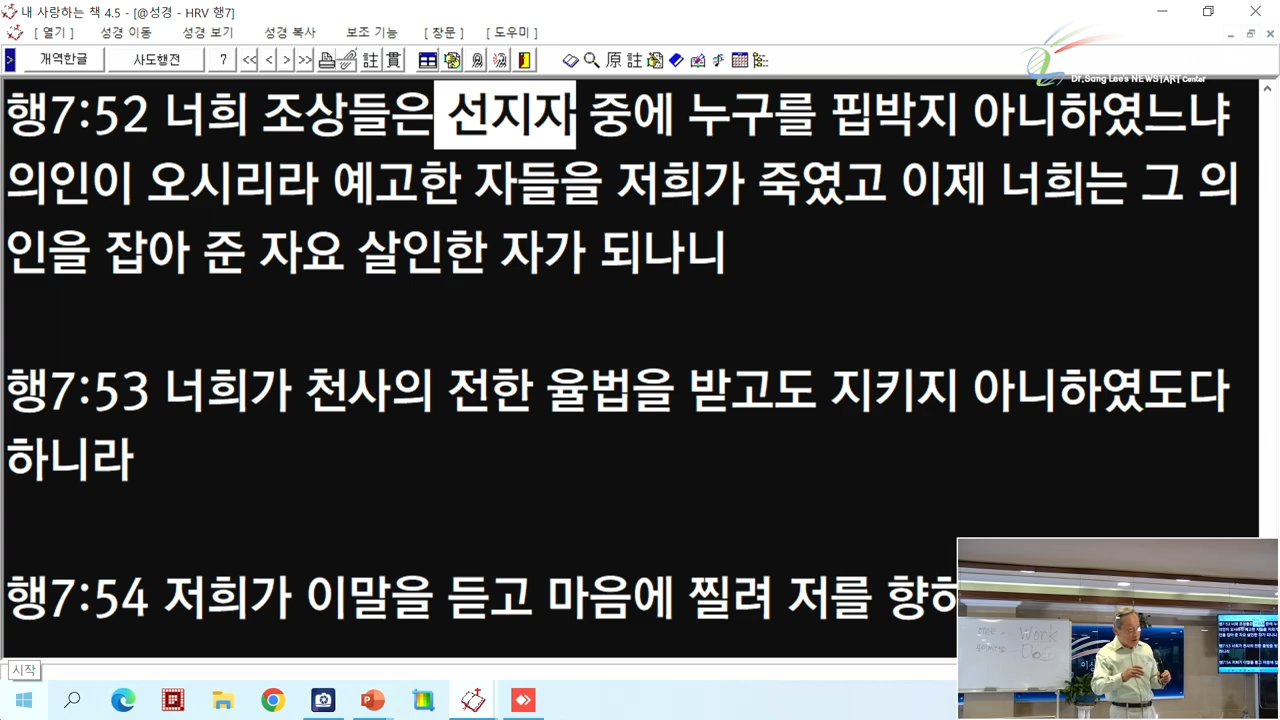 내 사랑하는 책 4.5 - [@성경 - HRV 행7]
[ 열기 ] 성경 이동 성경 보기 성경 복사 보조 기능 [ 창문 ] [ 도우미 ]
개역한글 사도행전 7 << < > >> 註 貫 原 註
Dr.Sang Lee's NEWSTART Center
행7:52 너희 조상들은 선지자 중에 누구를 핍박지 아니하였느냐
의인이 오시리라 예고한 자들을 저희가 죽였고 이제 너희는 그 의
인을 잡아 준 자요 살인한 자가 되나니
행7:53 너희가 천사의 전한 율법을 받고도 지키지 아니하였도다
하니라
행7:54 저희가 이말을 듣고 마음에 찔려 저를 향하
Work
시작